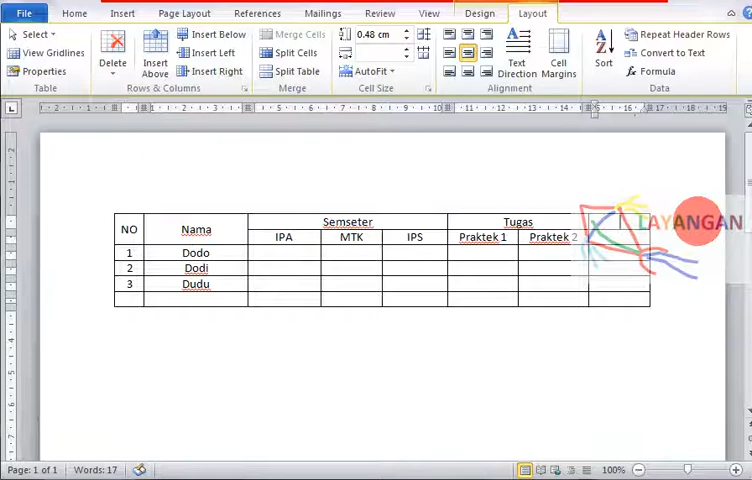 File Home Insert Page Layout References Mailings Review View Design Layout
Select
View Gridlines
Properties
Table
Delete
Insert Above
Insert Below
Insert Left
Insert Right
Rows & Columns
Merge Cells
Split Cells
Split Table
Merge
0.48 cm
AutoFit
Cell Size
Text Direction
Cell Margins
Alignment
Sort
Repeat Header Rows
Convert to Text
Formula
NO Nama Semseter Tugas
IPA MTK IPS Praktek 1 Praktek 2
1 Dodo
2 Dodi
3 Dudu
LAYANGAN
Page: 1 of 1 Words: 17 100%